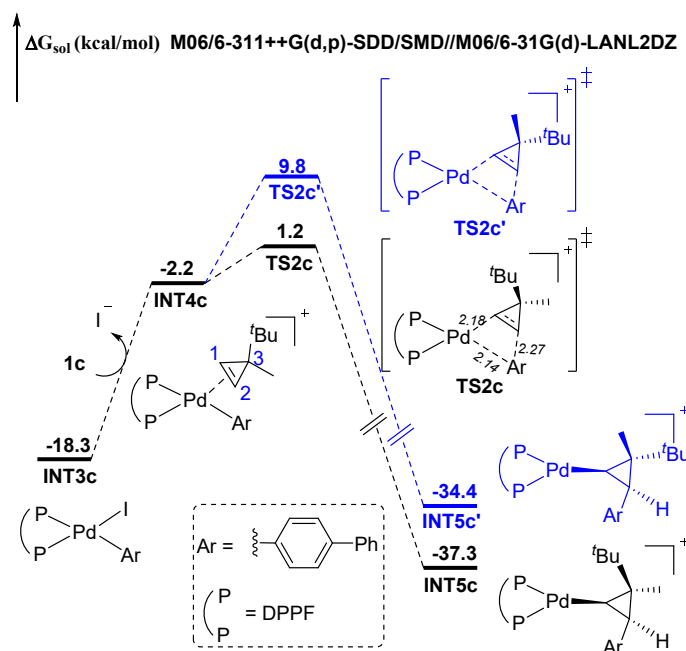 ΔGsol (kcal/mol) M06/6-311++G(d,p)-SDD/SMD//M06/6-31G(d)-LANL2DZ
‡
+
tBu
P
P
Pd
Ar
TS2c'
9.8
TS2c'
1.2
TS2c
-2.2
INT4c
‡
+
tBu
P
P
Pd
2.18
2.27
2.14
Ar
TS2c
I−
1c
+
tBu
1
3
2
P
P
Pd
Ar
-18.3
INT3c
P
P
Pd
I
Ar
-34.4
INT5c'
+
P
P
Pd
tBu
Ar
H
-37.3
INT5c
+
tBu
P
P
Pd
Ar
H
Ar =
Ph
P
P
= DPPF